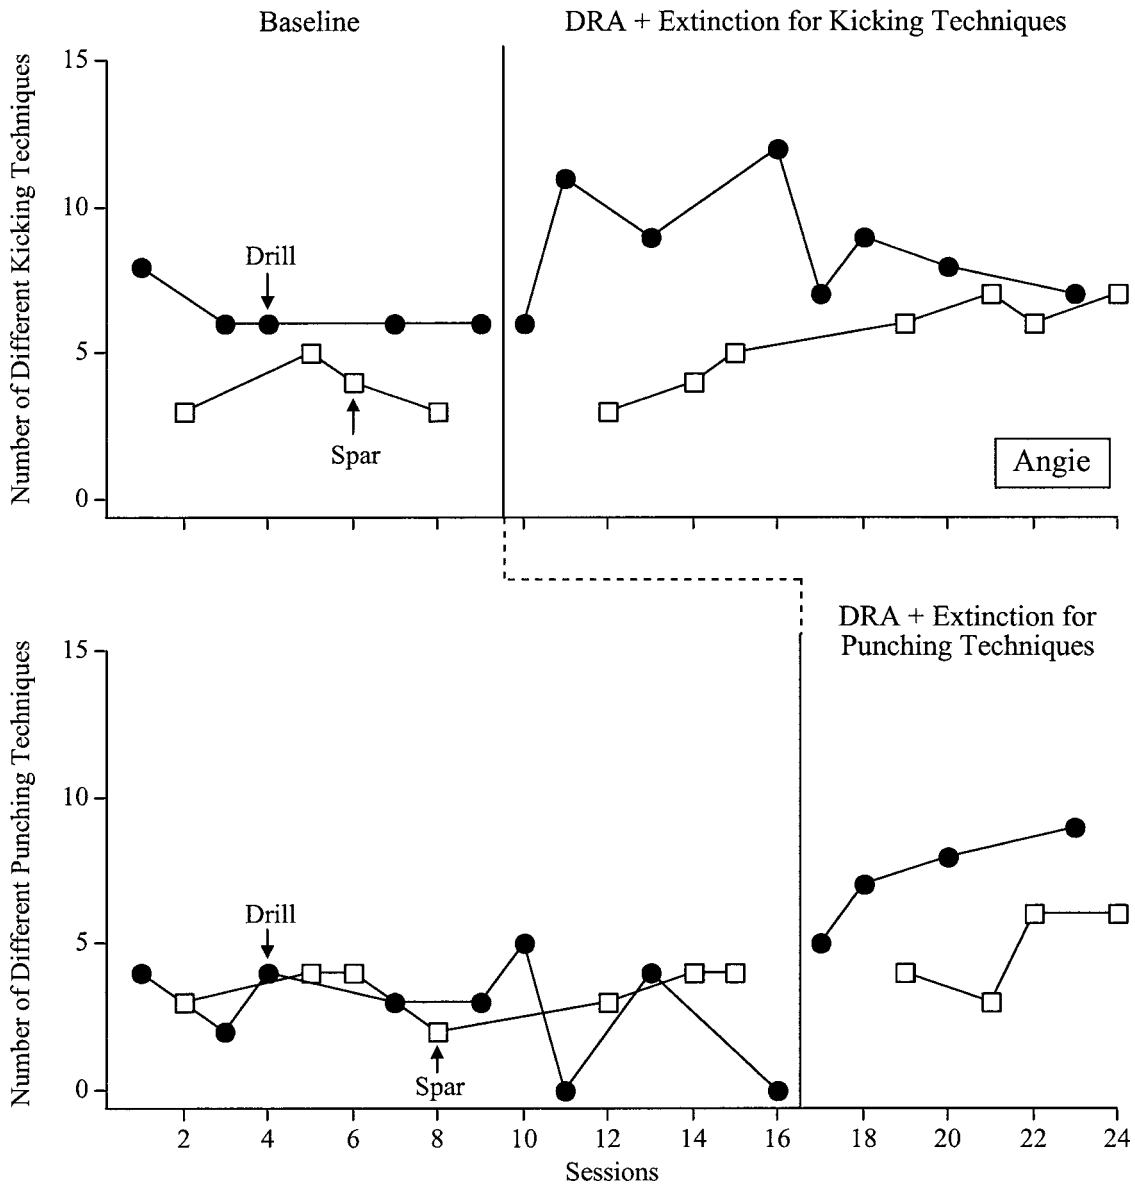 Baseline
DRA + Extinction for Kicking Techniques
Number of Different Kicking Techniques
15
10
5
0
Drill
Spar
Angie
DRA + Extinction for
Punching Techniques
Number of Different Punching Techniques
15
10
5
0
Drill
Spar
2 4 6 8 10 12 14 16 18 20 22 24
Sessions